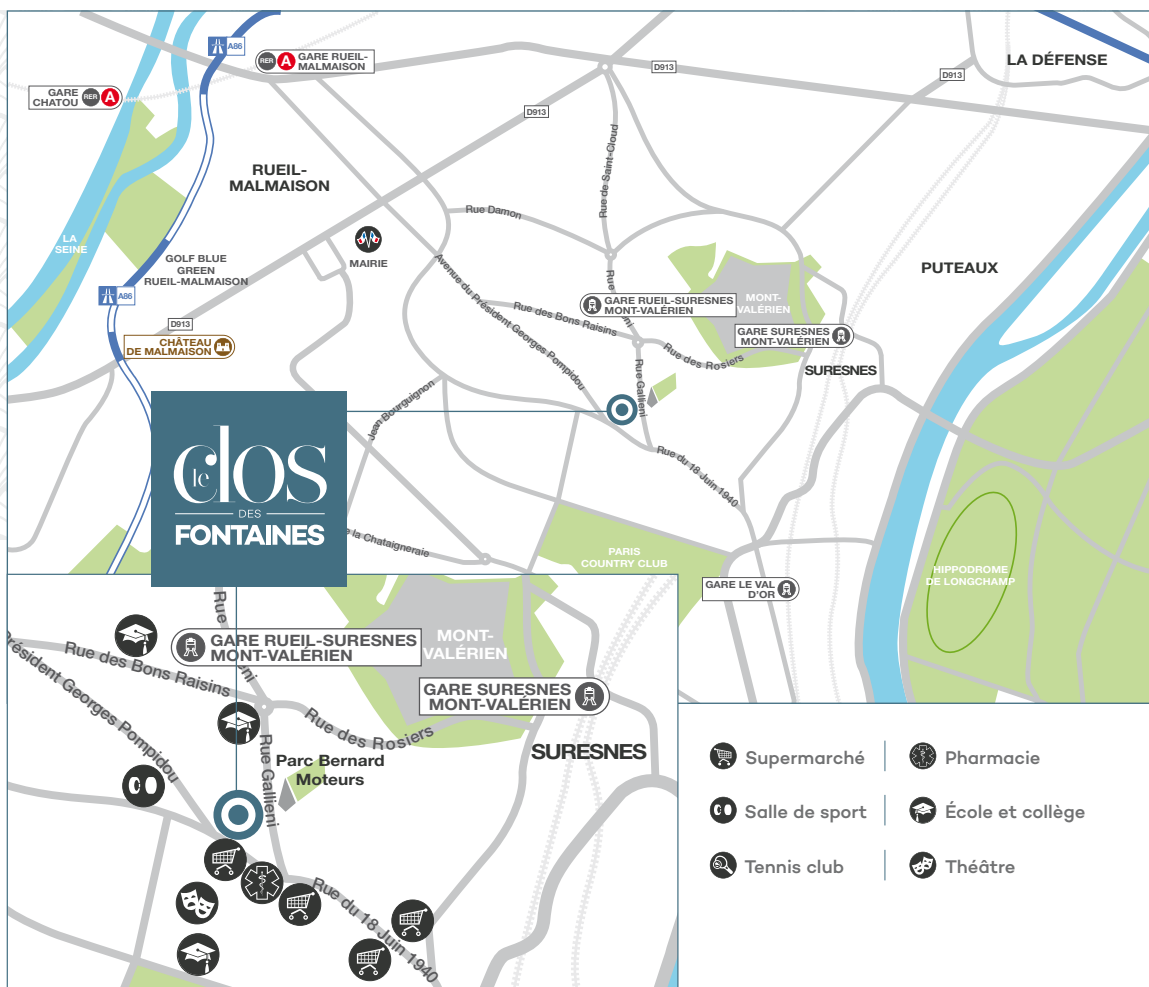 A86
RER A GARE RUEIL-
MALMAISON
GARE
CHATOU RER A
D913
D913
LA DÉFENSE
D913
RUEIL-
MALMAISON
Rue de Saint-Cloud
Rue Damon
LA
SEINE
MAIRIE
GOLF BLUE
GREEN
RUEIL-MALMAISON
Avenue du Président Georges Pompidou
PUTEAUX
A86
Rue
GARE RUEIL-SURESNES
MONT-VALÉRIEN
MONT-
VALÉRIEN
Rue des Bons Raisins
D913
GARE SURESNES
MONT-VALÉRIEN
CHÂTEAU
DE MALMAISON
Rue des Rosiers
SURESNES
Rue Gallieni
Jean Bourguignon
le clos
DES
FONTAINES
Rue du 18 Juin 1940
la Chataigneraie
PARIS
COUNTRY CLUB
HIPPODROME
DE LONGCHAMP
GARE LE VAL
D'OR
Rue
GARE RUEIL-SURESNES
MONT-VALÉRIEN
MONT-
VALÉRIEN
Rue des Bons Raisins
Président Georges Pompidou
GARE SURESNES
MONT-VALÉRIEN
Rue des Rosiers
SURESNES
Rue Gallieni
Parc Bernard
Moteurs
Rue du 18 Juin 1940
Supermarché
Pharmacie
Salle de sport
École et collège
Tennis club
Théâtre